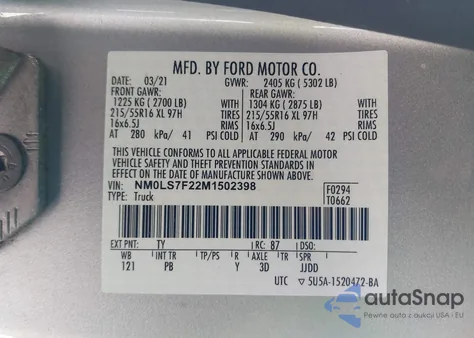 MFD. BY FORD MOTOR CO.
DATE: 03/21 GVWR: 2405 KG ( 5302 LB)
FRONT GAWR: REAR GAWR:
1225 KG ( 2700 LB) WITH 1304 KG ( 2875 LB) WITH
215/55R16 XL 97H TIRES 215/55R16 XL 97H TIRES
16x6.5J RIMS 16x6.5J RIMS
AT 280 kPa/ 41 PSI COLD AT 290 kPa/ 42 PSI COLD
THIS VEHICLE CONFORMS TO ALL APPLICABLE FEDERAL MOTOR
VEHICLE SAFETY AND THEFT PREVENTION STANDARDS IN
EFFECT ON THE DATE OF MANUFACTURE SHOWN ABOVE.
VIN: NM0LS7F22M1502398 F0294
TYPE: Truck T0662
EXT PNT: TY RC: 87 DSO:
WB INT TR TP/PS R AXLE TR SPR
121 PB Y 3D JJDD
UTC ▽ 5U5A-1520472-BA
autaSnap
Pewne auta z aukcji USA i EU